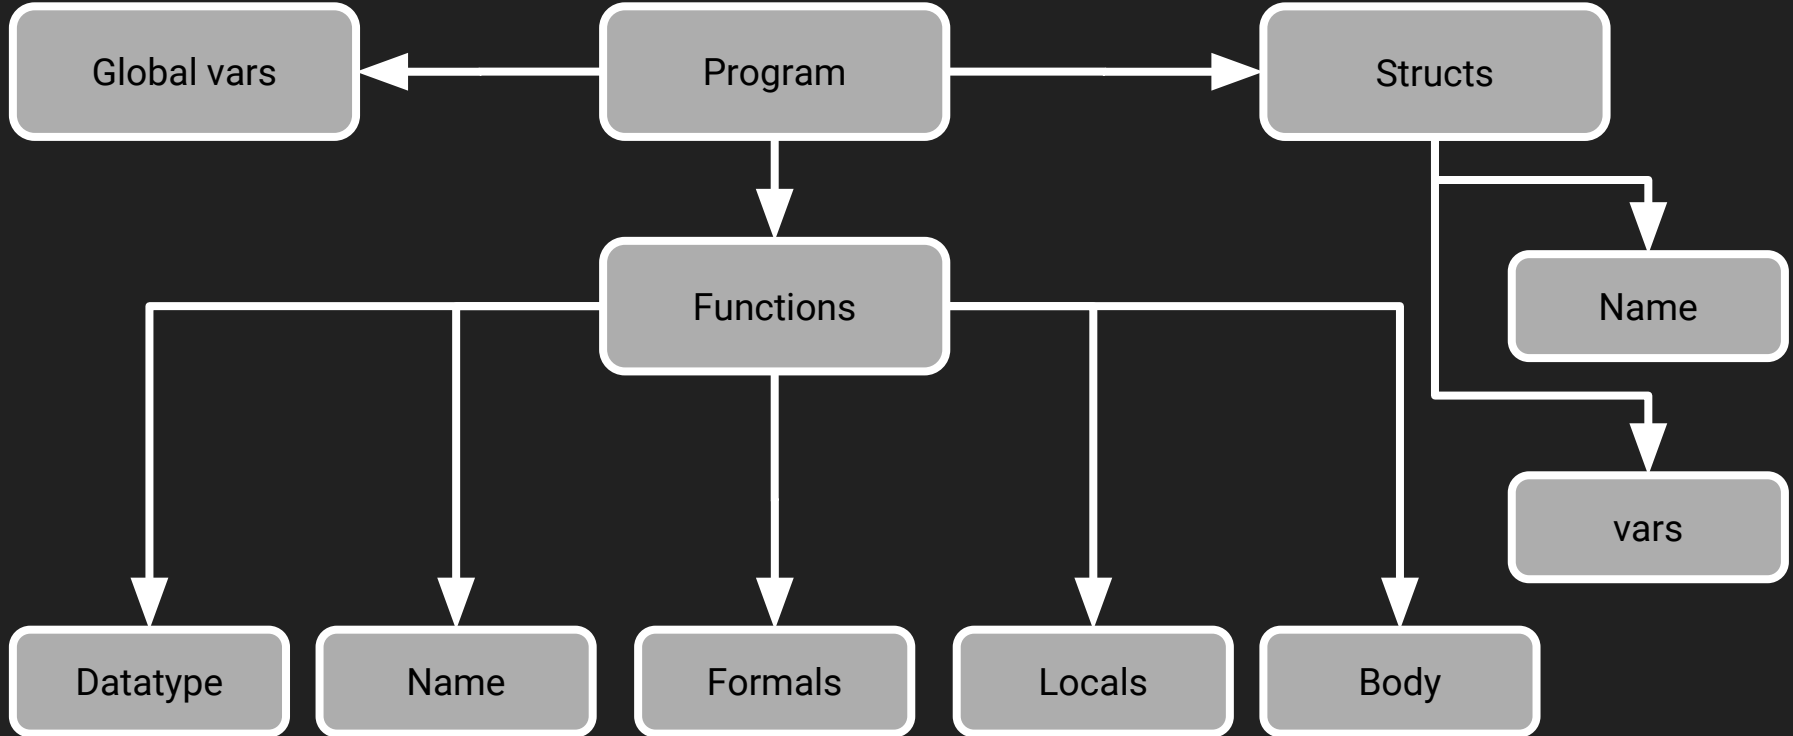 Global vars
Program
Structs
Functions
Name
vars
Datatype
Name
Formals
Locals
Body